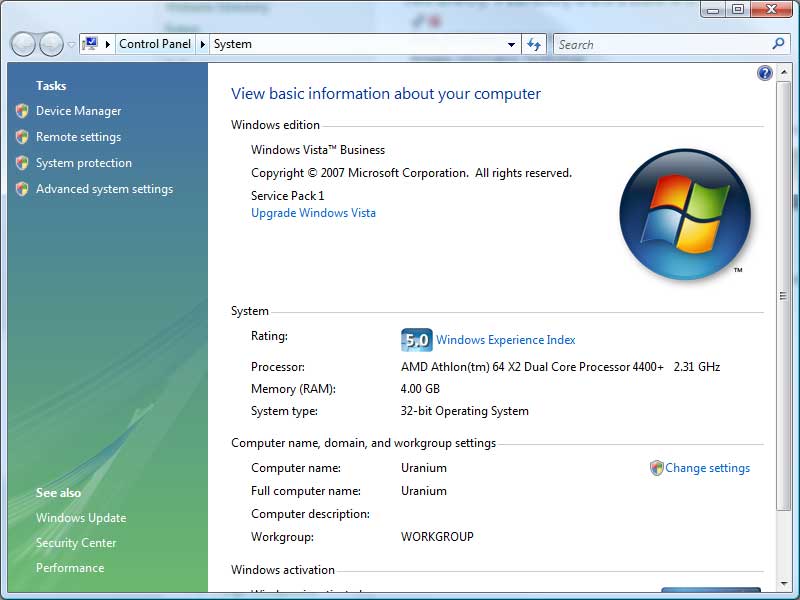 Control Panel
System
Search
Tasks
Device Manager
Remote settings
System protection
Advanced system settings
See also
Windows Update
Security Center
Performance
View basic information about your computer
Windows edition
Windows Vista™ Business
Copyright © 2007 Microsoft Corporation.  All rights reserved.
Service Pack 1
Upgrade Windows Vista
TM
System
Rating: 5.0 Windows Experience Index
Processor: AMD Athlon(tm) 64 X2 Dual Core Processor 4400+   2.31 GHz
Memory (RAM): 4.00 GB
System type: 32-bit Operating System
Computer name, domain, and workgroup settings
Computer name: Uranium Change settings
Full computer name: Uranium
Computer description:
Workgroup: WORKGROUP
Windows activation